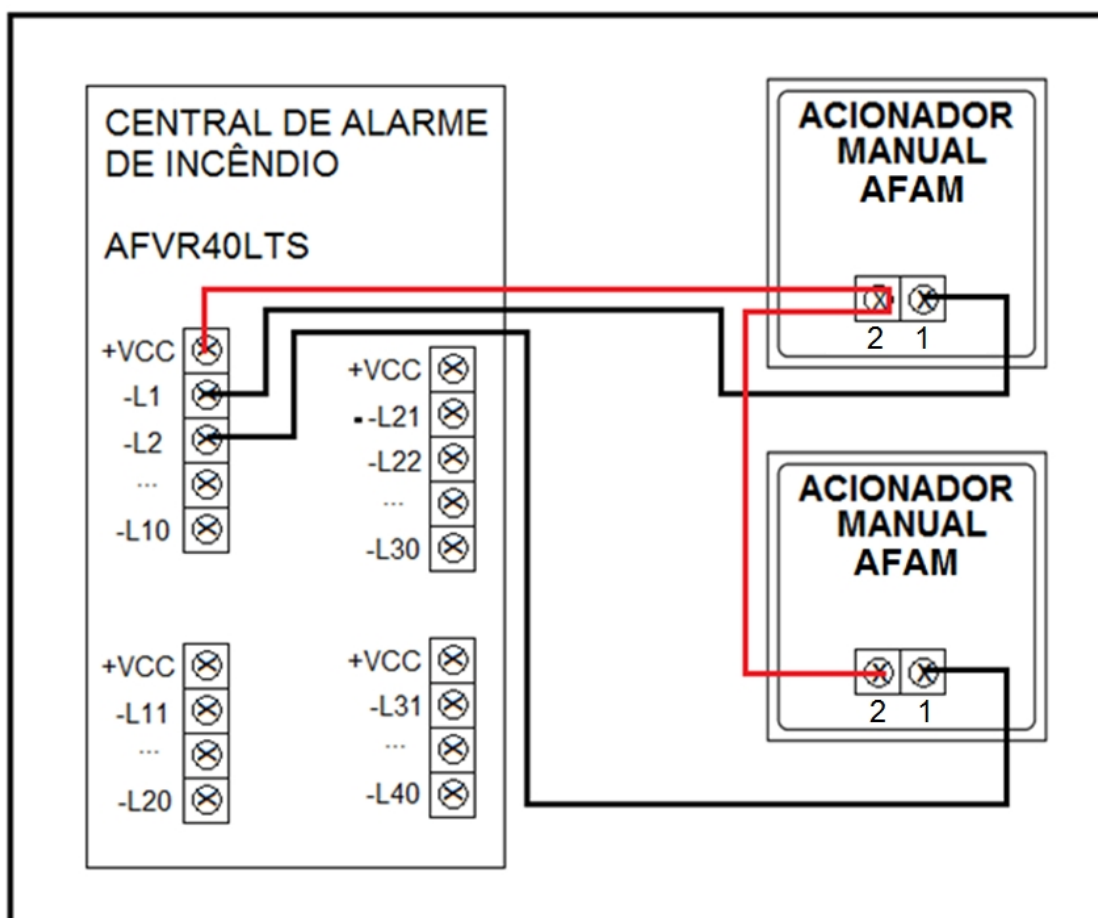 CENTRAL DE ALARME
DE INCÊNDIO
AFVR40LTS
+VCC
-L1
-L2
...
-L10
+VCC
--L21
-L22
...
-L30
+VCC
-L11
...
-L20
+VCC
-L31
...
-L40
ACIONADOR
MANUAL
AFAM
2 1
ACIONADOR
MANUAL
AFAM
2 1